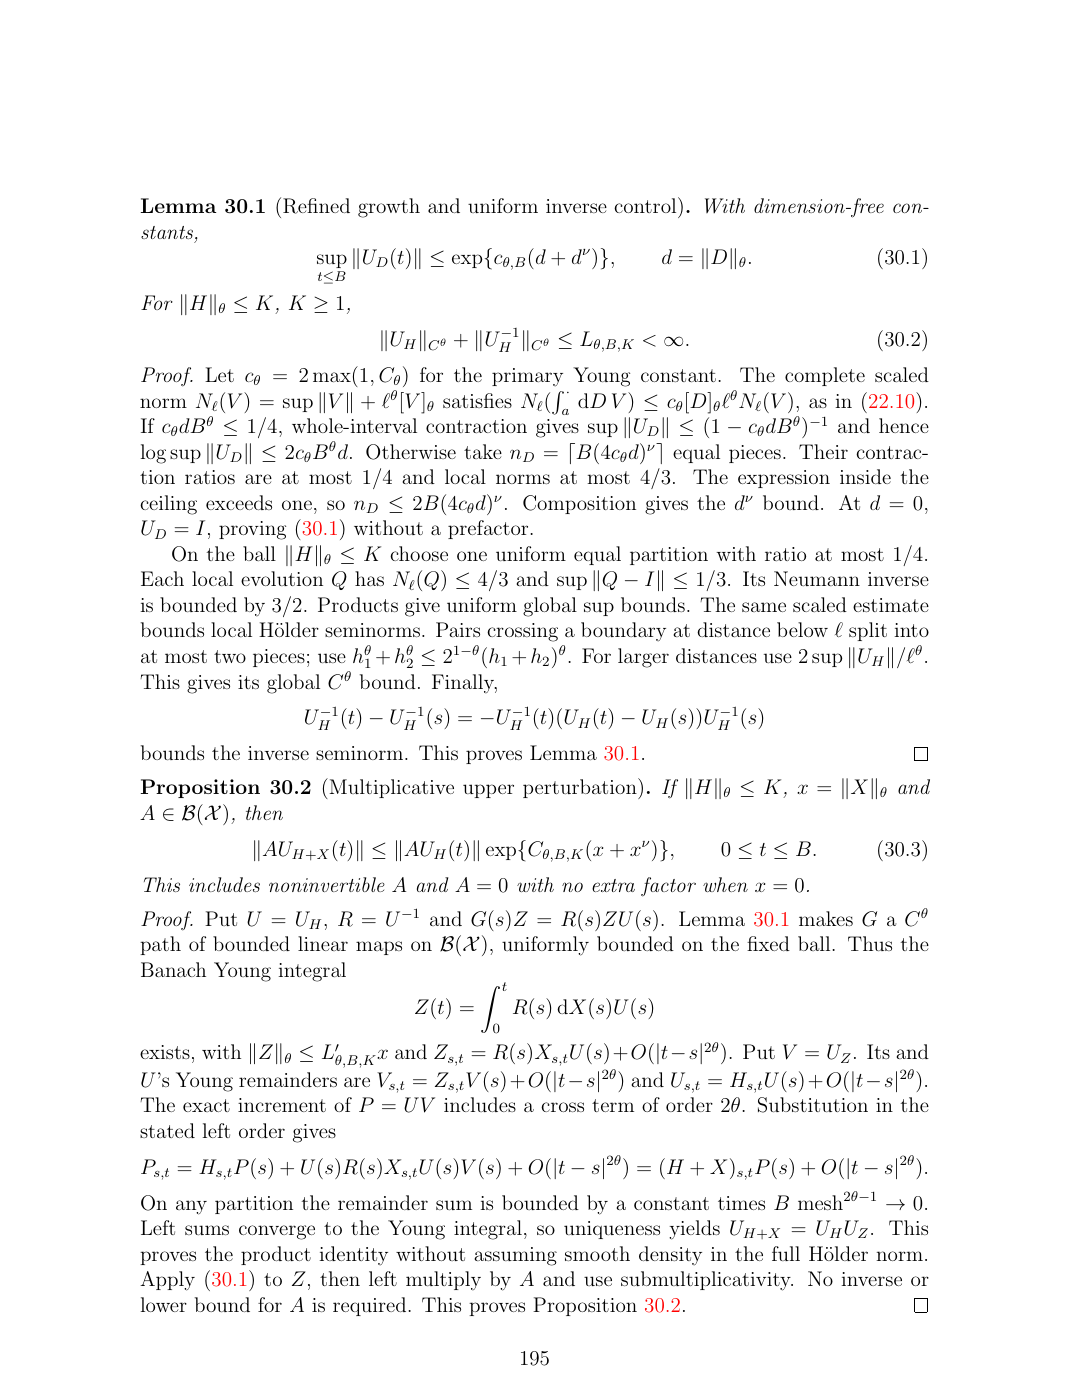 Lemma 30.1 (Refined growth and uniform inverse control). With dimension-free con-
stants,
sup_{t≤B} ‖U_D(t)‖ ≤ exp{c_{θ,B}(d + d^ν)}, d = ‖D‖_θ. (30.1)
For ‖H‖_θ ≤ K, K ≥ 1,
‖U_H‖_{C^θ} + ‖U_H^{−1}‖_{C^θ} ≤ L_{θ,B,K} < ∞. (30.2)
Proof. Let c_θ = 2 max(1, C_θ) for the primary Young constant. The complete scaled
norm N_ℓ(V) = sup ‖V‖ + ℓ^θ[V]_θ satisfies N_ℓ(∫_a^· dD V) ≤ c_θ[D]_θℓ^θN_ℓ(V), as in (22.10).
If c_θdB^θ ≤ 1/4, whole-interval contraction gives sup ‖U_D‖ ≤ (1 − c_θdB^θ)^{−1} and hence
log sup ‖U_D‖ ≤ 2c_θB^θd. Otherwise take n_D = ⌈B(4c_θd)^ν⌉ equal pieces. Their contrac-
tion ratios are at most 1/4 and local norms at most 4/3. The expression inside the
ceiling exceeds one, so n_D ≤ 2B(4c_θd)^ν. Composition gives the d^ν bound. At d = 0,
U_D = I, proving (30.1) without a prefactor.
On the ball ‖H‖_θ ≤ K choose one uniform equal partition with ratio at most 1/4.
Each local evolution Q has N_ℓ(Q) ≤ 4/3 and sup ‖Q − I‖ ≤ 1/3. Its Neumann inverse
is bounded by 3/2. Products give uniform global sup bounds. The same scaled estimate
bounds local Hölder seminorms. Pairs crossing a boundary at distance below ℓ split into
at most two pieces; use h_1^θ + h_2^θ ≤ 2^{1−θ}(h_1 + h_2)^θ. For larger distances use 2 sup ‖U_H‖/ℓ^θ.
This gives its global C^θ bound. Finally,
U_H^{−1}(t) − U_H^{−1}(s) = −U_H^{−1}(t)(U_H(t) − U_H(s))U_H^{−1}(s)
bounds the inverse seminorm. This proves Lemma 30.1. □
Proposition 30.2 (Multiplicative upper perturbation). If ‖H‖_θ ≤ K, x = ‖X‖_θ and
A ∈ 𝓑(𝒳), then
‖AU_{H+X}(t)‖ ≤ ‖AU_H(t)‖ exp{C_{θ,B,K}(x + x^ν)}, 0 ≤ t ≤ B. (30.3)
This includes noninvertible A and A = 0 with no extra factor when x = 0.
Proof. Put U = U_H, R = U^{−1} and G(s)Z = R(s)ZU(s). Lemma 30.1 makes G a C^θ
path of bounded linear maps on 𝓑(𝒳), uniformly bounded on the fixed ball. Thus the
Banach Young integral
Z(t) = ∫_0^t R(s) dX(s)U(s)
exists, with ‖Z‖_θ ≤ L′_{θ,B,K}x and Z_{s,t} = R(s)X_{s,t}U(s)+O(|t−s|^{2θ}). Put V = U_Z. Its and
U's Young remainders are V_{s,t} = Z_{s,t}V(s)+O(|t−s|^{2θ}) and U_{s,t} = H_{s,t}U(s)+O(|t−s|^{2θ}).
The exact increment of P = UV includes a cross term of order 2θ. Substitution in the
stated left order gives
P_{s,t} = H_{s,t}P(s) + U(s)R(s)X_{s,t}U(s)V(s) + O(|t − s|^{2θ}) = (H + X)_{s,t}P(s) + O(|t − s|^{2θ}).
On any partition the remainder sum is bounded by a constant times B mesh^{2θ−1} → 0.
Left sums converge to the Young integral, so uniqueness yields U_{H+X} = U_HU_Z. This
proves the product identity without assuming smooth density in the full Hölder norm.
Apply (30.1) to Z, then left multiply by A and use submultiplicativity. No inverse or
lower bound for A is required. This proves Proposition 30.2. □
195